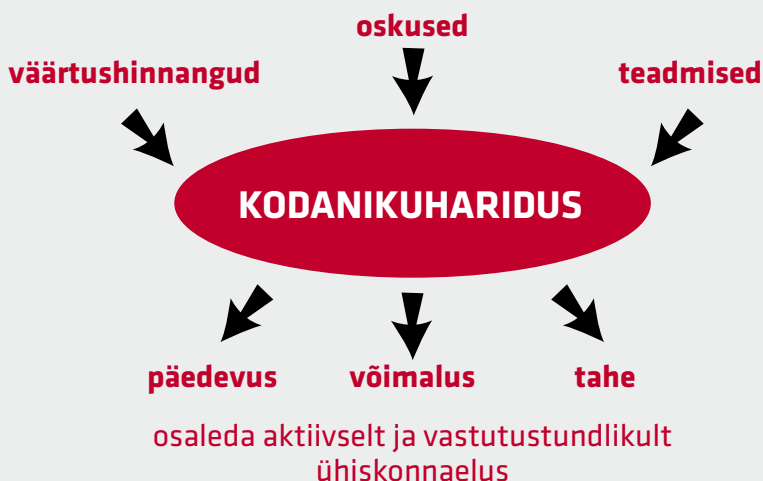 oskused
väärtushinnangud
teadmised
KODANIKUHARIDUS
päedevus
võimalus
tahe
osaleda aktiivselt ja vastutustundlikult
ühiskonnaelus